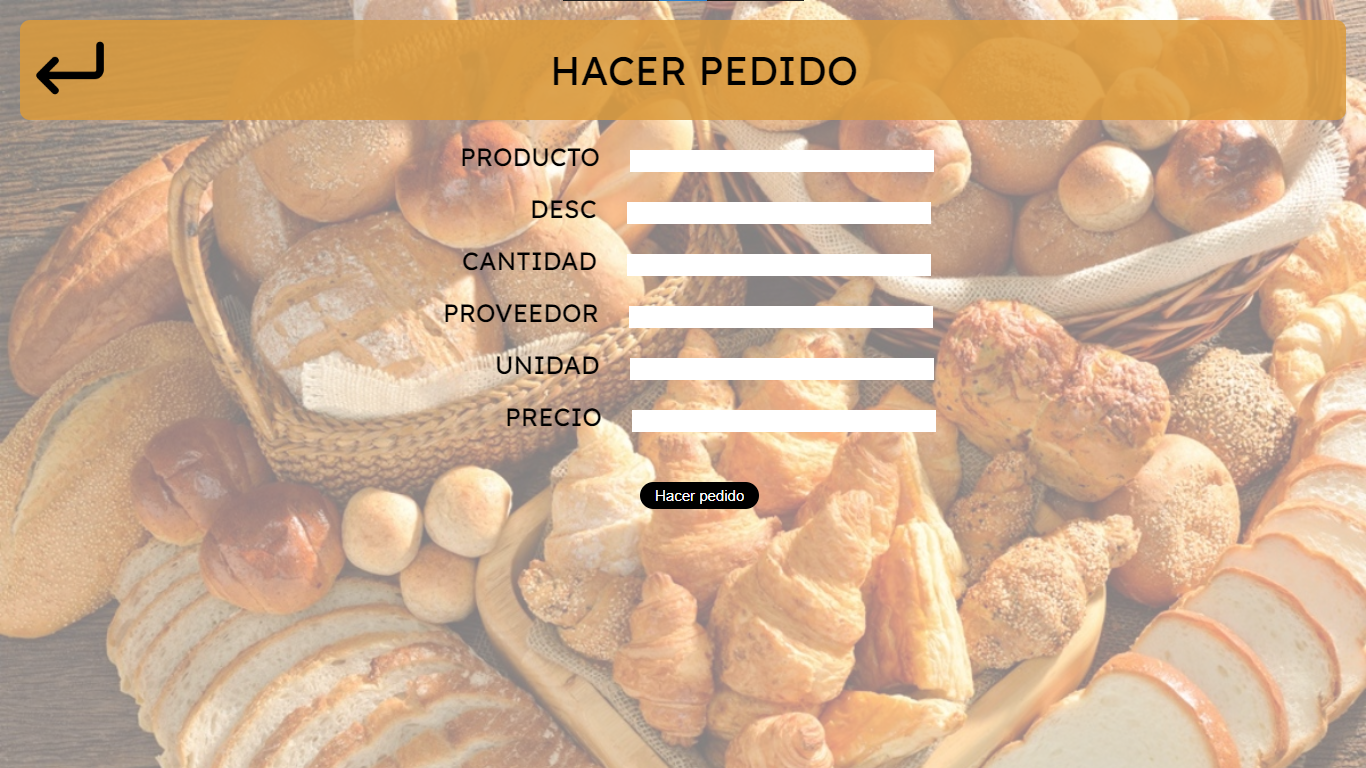 HACER PEDIDO
PRODUCTO
DESC
CANTIDAD
PROVEEDOR
UNIDAD
PRECIO
Hacer pedido